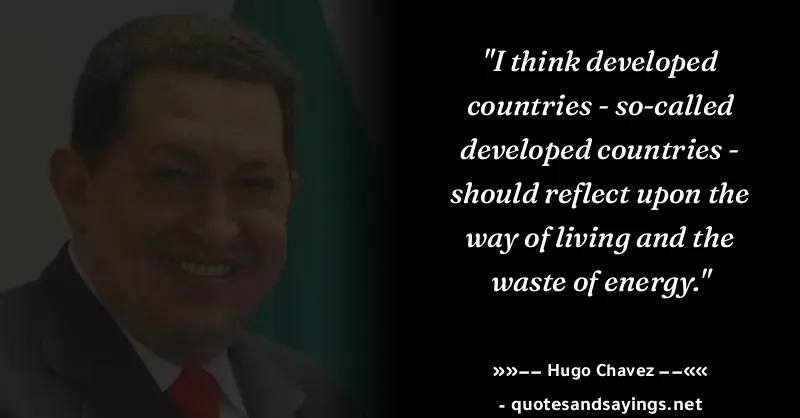 "I think developed
countries - so-called
developed countries -
should reflect upon the
way of living and the
waste of energy."
»»—— Hugo Chavez ——««
- quotesandsayings.net